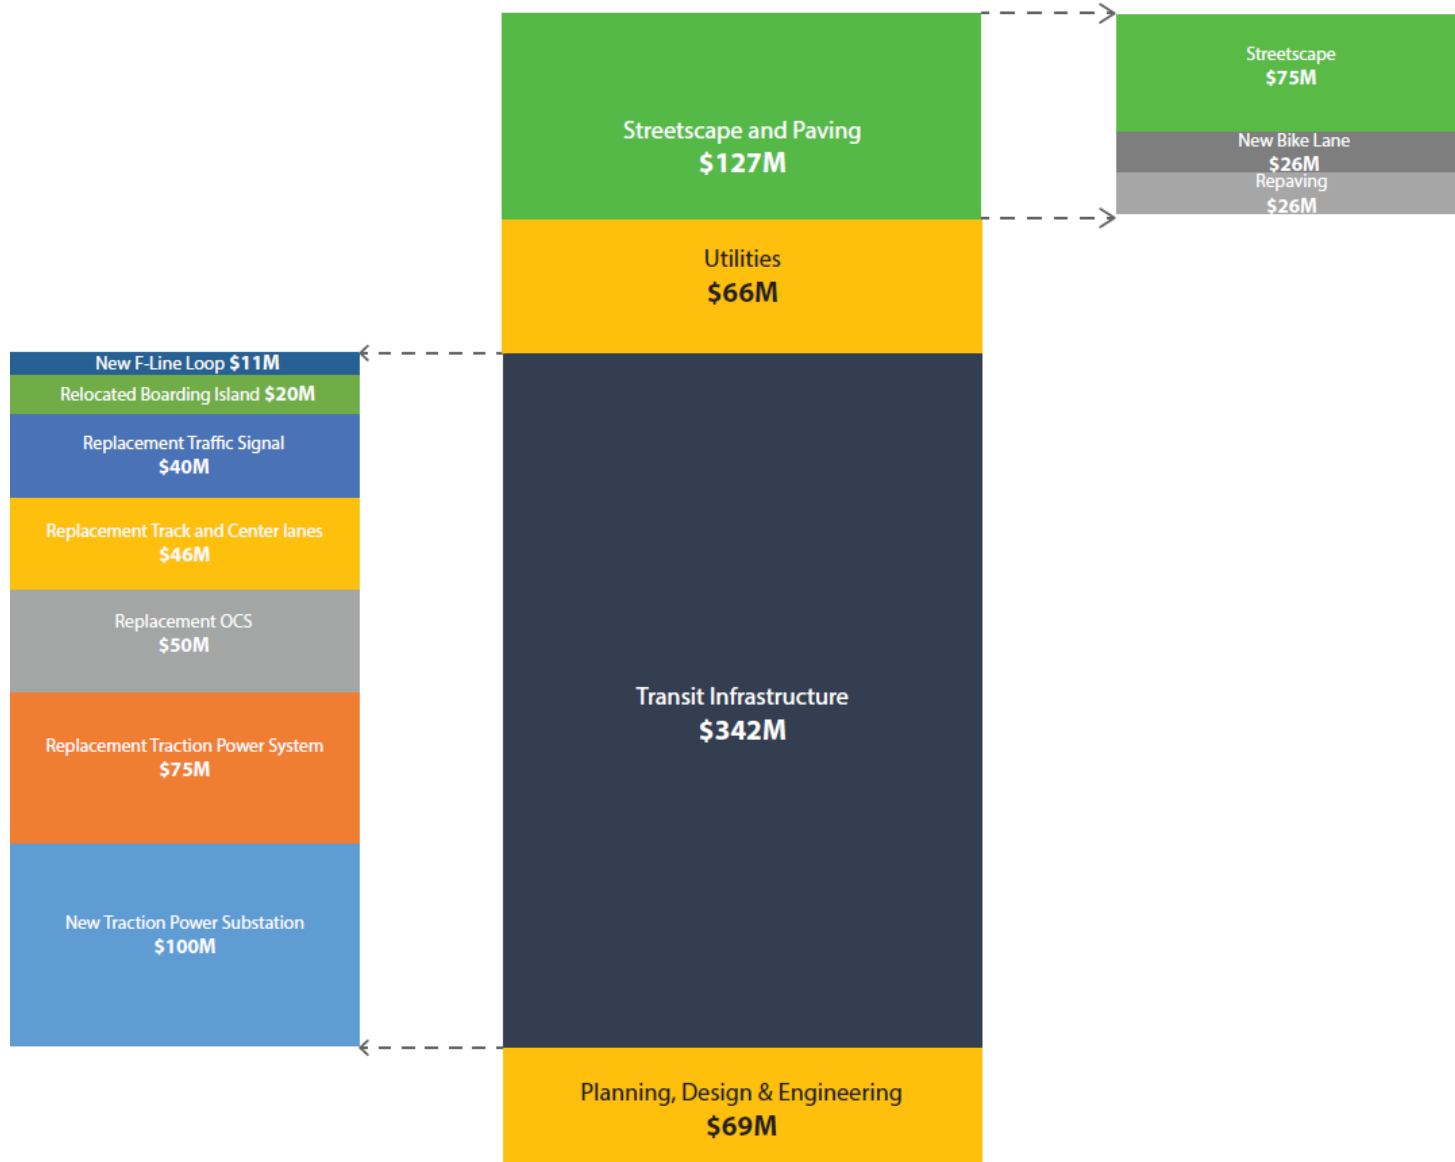 Streetscape and Paving
$127M
Utilities
$66M
Transit Infrastructure
$342M
Planning, Design & Engineering
$69M
Streetscape
$75M
New Bike Lane
$26M
Repaving
$26M
New F-Line Loop $11M
Relocated Boarding Island $20M
Replacement Traffic Signal
$40M
Replacement Track and Center lanes
$46M
Replacement OCS
$50M
Replacement Traction Power System
$75M
New Traction Power Substation
$100M